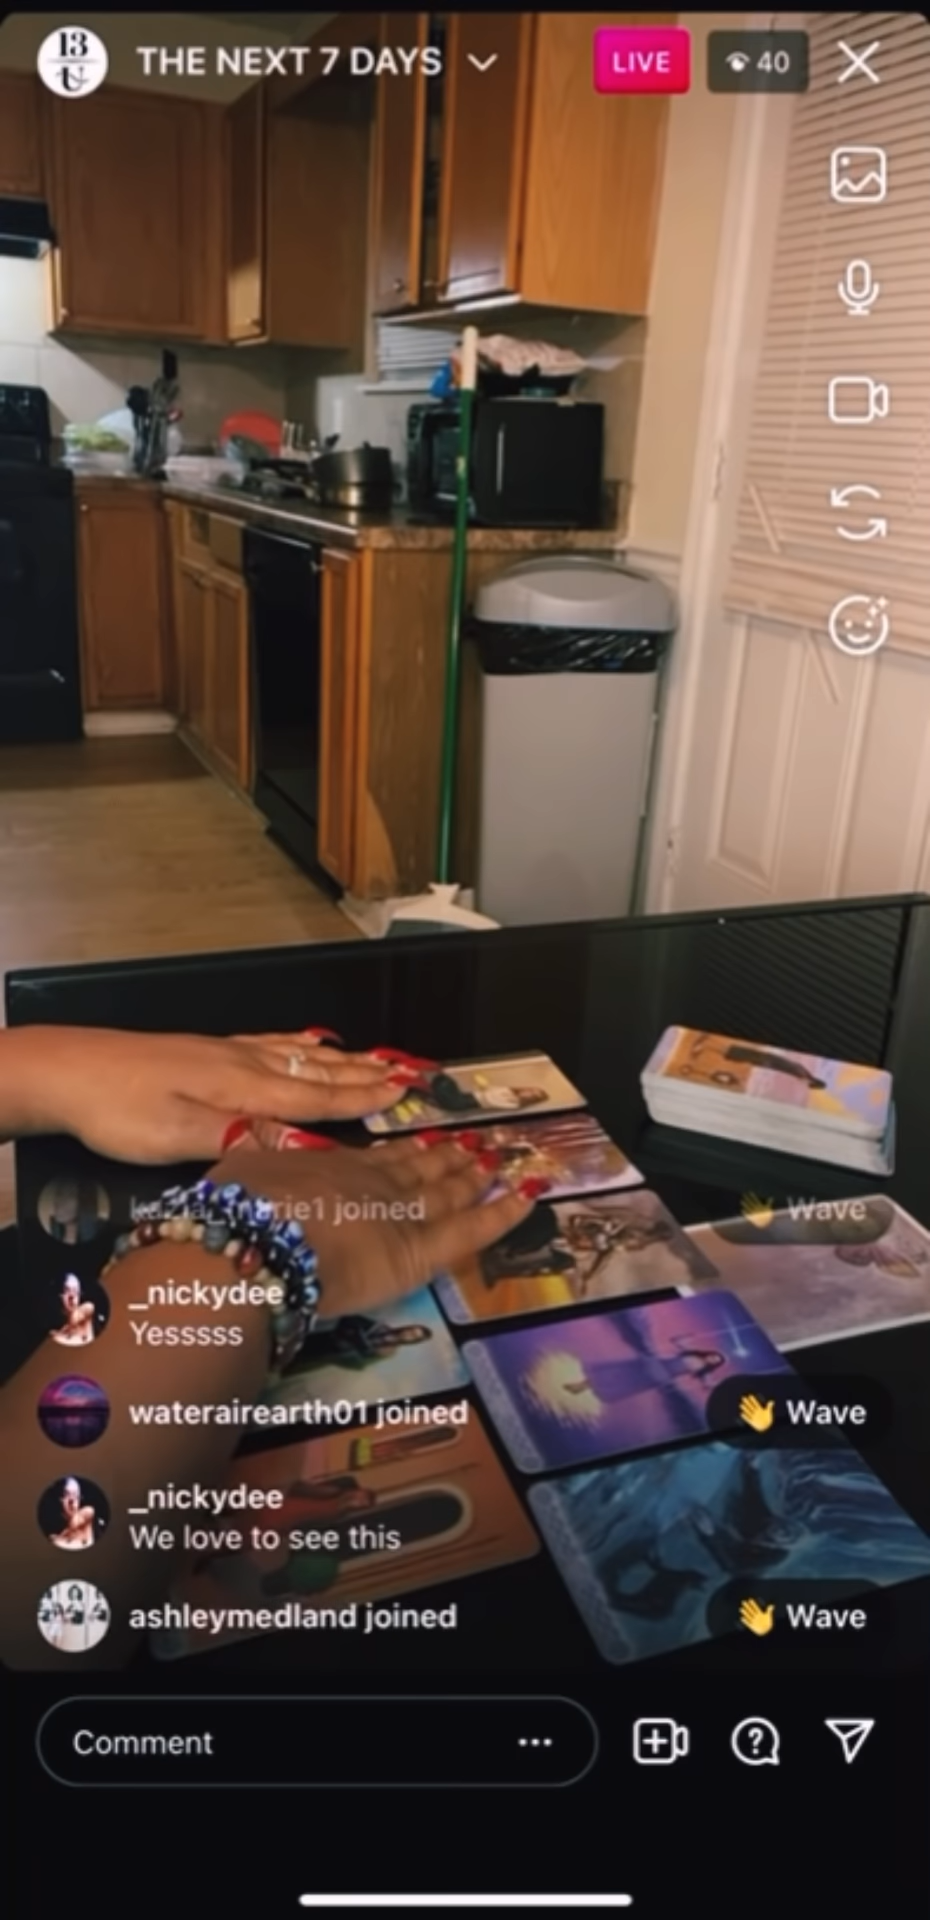 13
U
THE NEXT 7 DAYS
LIVE
40
joined
Wave
_nickydee
Yesssss
waterairearth01 joined
Wave
_nickydee
We love to see this
ashleymedland joined
Wave
Comment